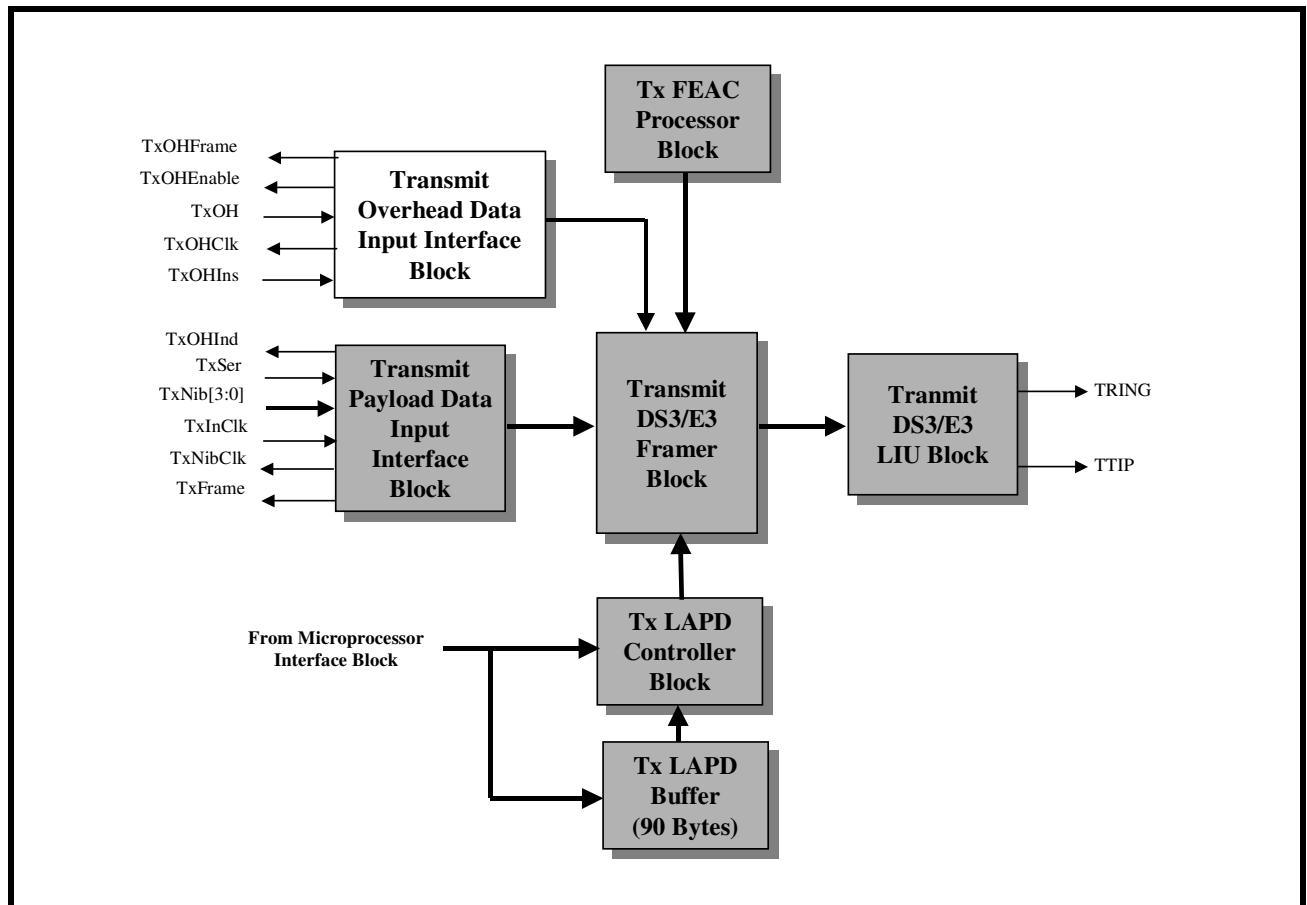 Tx FEAC
Processor
Block
TxOHFrame
TxOHEnable
TxOH
TxOHClk
TxOHIns
Transmit
Overhead Data
Input Interface
Block
TxOHInd
TxSer
TxNib[3:0]
TxInClk
TxNibClk
TxFrame
Transmit
Payload Data
Input
Interface
Block
Transmit
DS3/E3
Framer
Block
Tranmit
DS3/E3
LIU Block
TRING
TTIP
From Microprocessor
Interface Block
Tx LAPD
Controller
Block
Tx LAPD
Buffer
(90 Bytes)